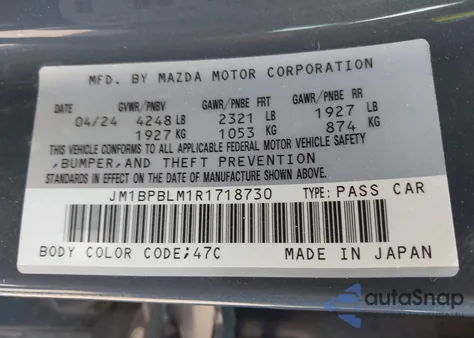 MFD. BY MAZDA MOTOR CORPORATION
DATE GVWR/PNBV GAWR/PNBE FRT GAWR/PNBE RR
04/24 4248 LB 2321 LB 1927 LB
1927 KG 1053 KG 874 KG
THIS VEHICLE CONFORMS TO ALL APPLICABLE FEDERAL MOTOR VEHICLE SAFETY
,BUMPER,AND THEFT PREVENTION
STANDARDS IN EFFECT ON THE DATE OF MANUFACTURE SHOWN ABOVE.
JM1BPBLM1R1718730 TYPE: PASS CAR
BODY COLOR CODE;47C MADE IN JAPAN
autoSnap